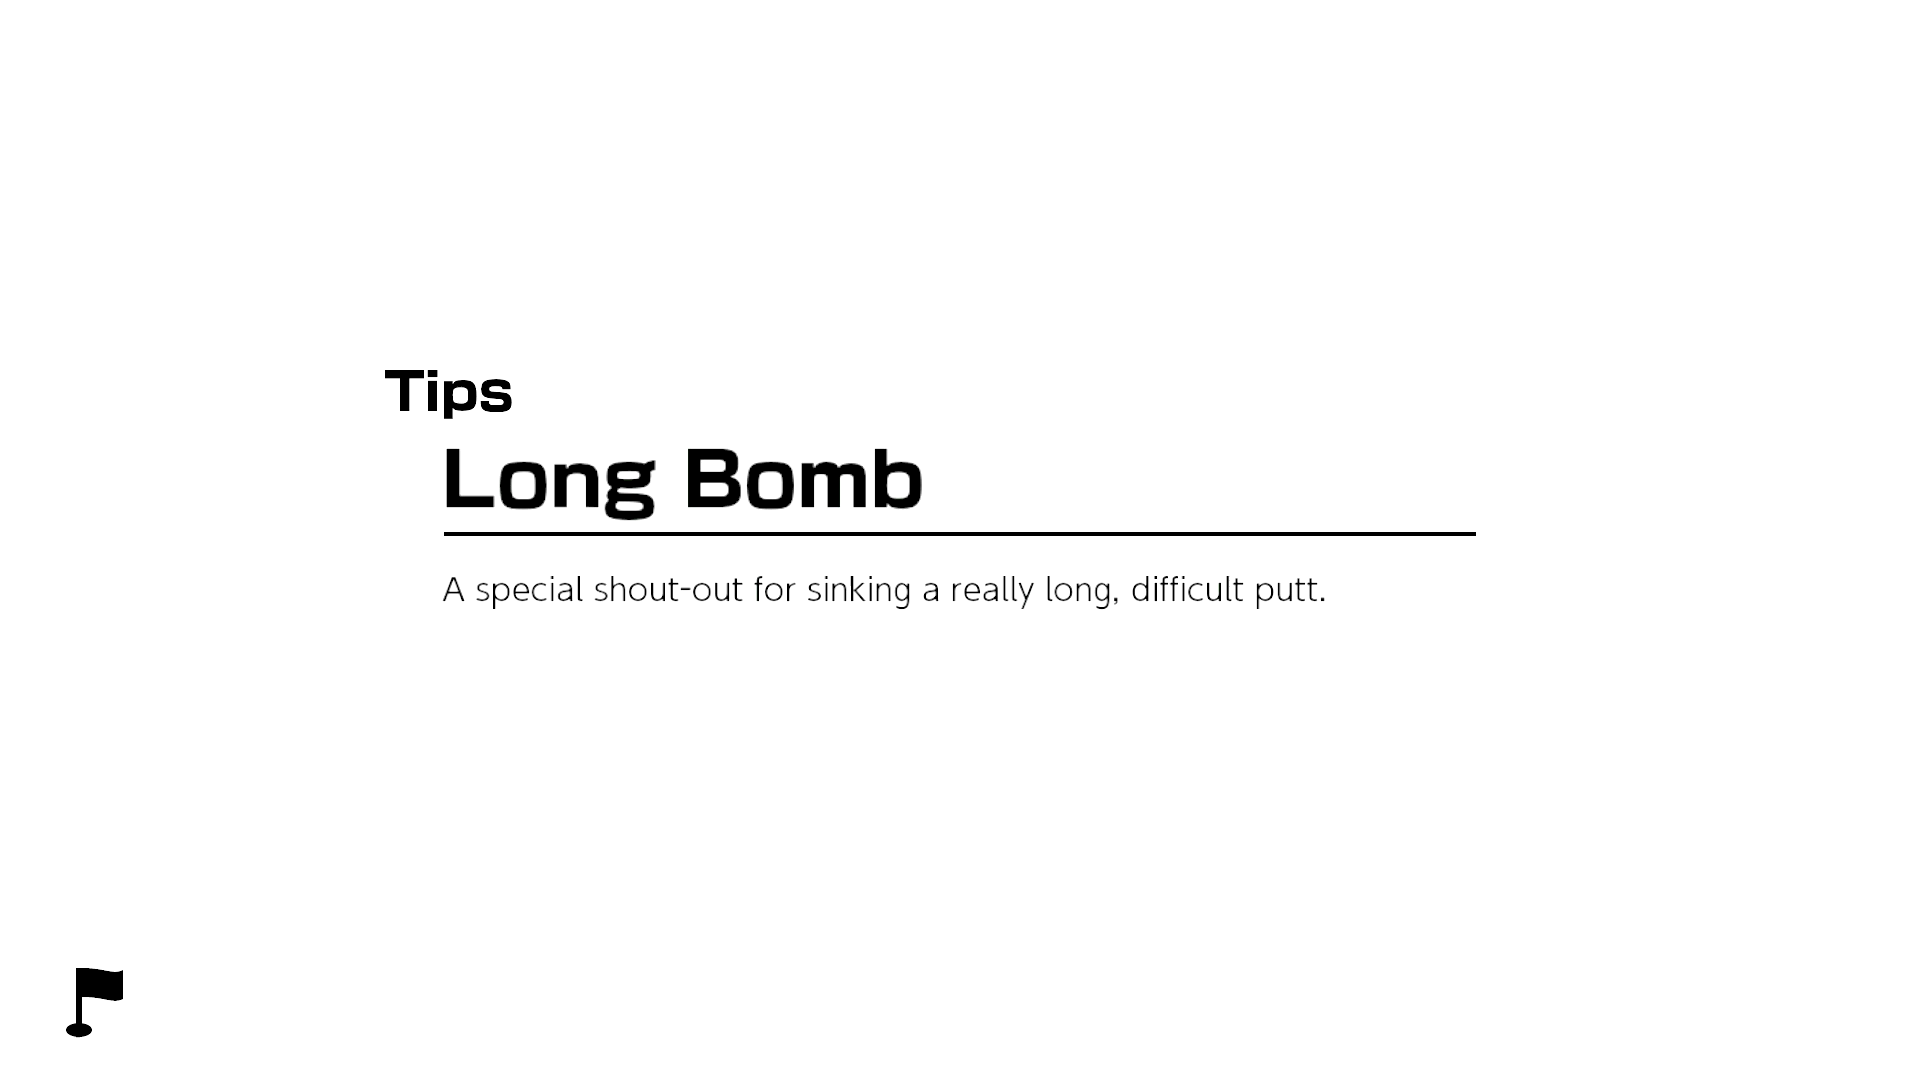 Tips
Long Bomb
A special shout-out for sinking a really long, difficult putt.